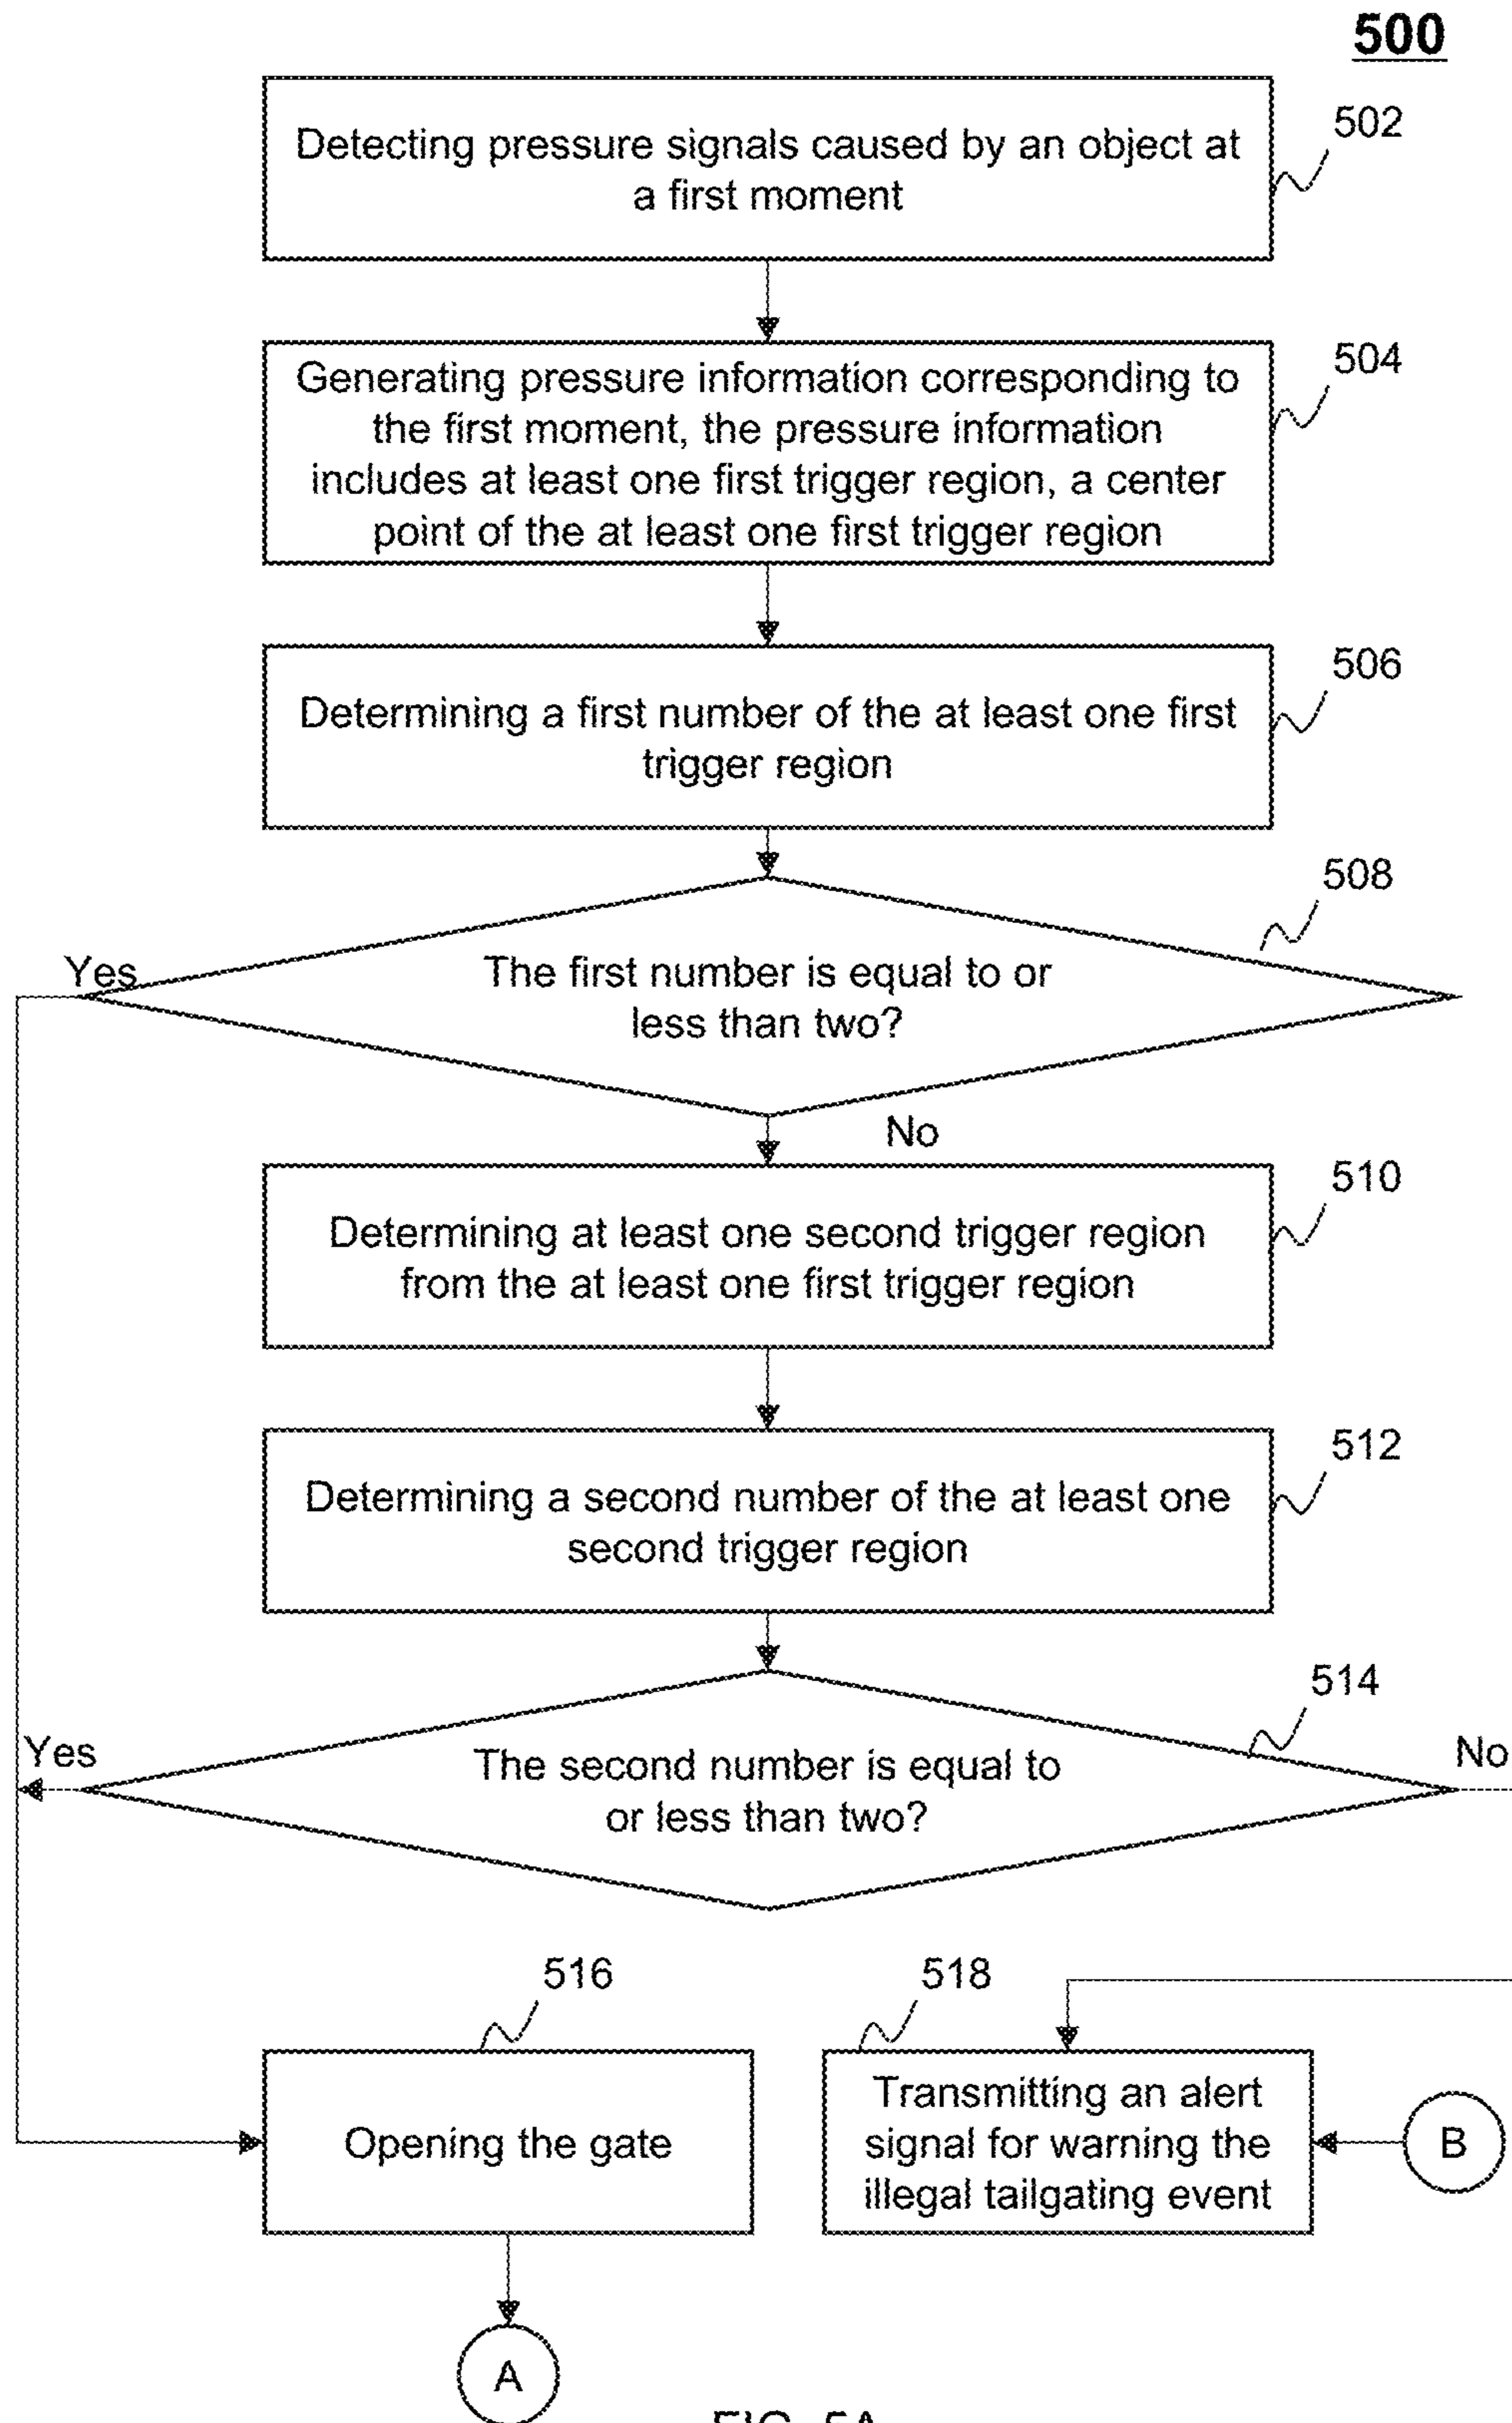 500
Detecting pressure signals caused by an object at
a first moment
502
Generating pressure information corresponding to
the first moment, the pressure information
includes at least one first trigger region, a center
point of the at least one first trigger region
504
Determining a first number of the at least one first
trigger region
506
508
Yes
The first number is equal to or
less than two?
No
Determining at least one second trigger region
from the at least one first trigger region
510
Determining a second number of the at least one
second trigger region
512
514
Yes
The second number is equal to
or less than two?
No
516
518
Opening the gate
Transmitting an alert
signal for warning the
illegal tailgating event
B
A
FIG. 5A